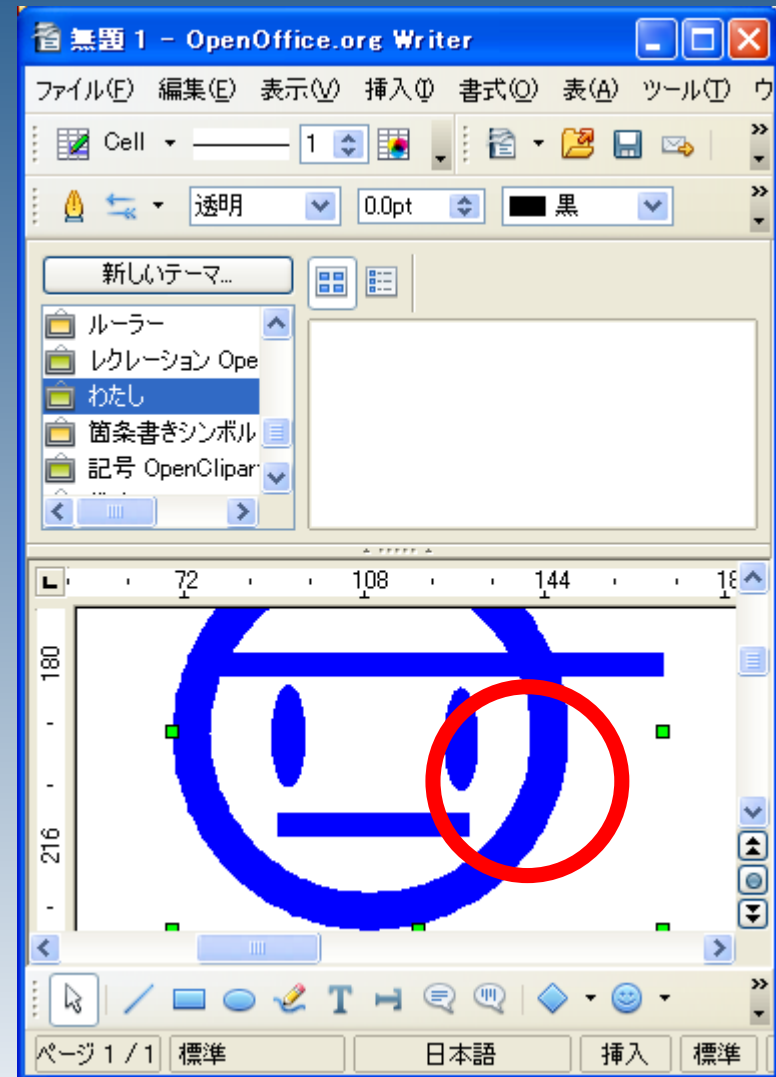 無題 1 - OpenOffice.org Writer
ファイル(F) 編集(E) 表示(V) 挿入(I) 書式(O) 表(A) ツール(T) ウ
Cell 1
透明 0.0pt 黒
新しいテーマ...
ルーラー
レクレーション Ope
わたし
箇条書きシンボル
記号 OpenClipar
72 108 144 18
180
216
ページ 1 / 1 標準 日本語 挿入 標準